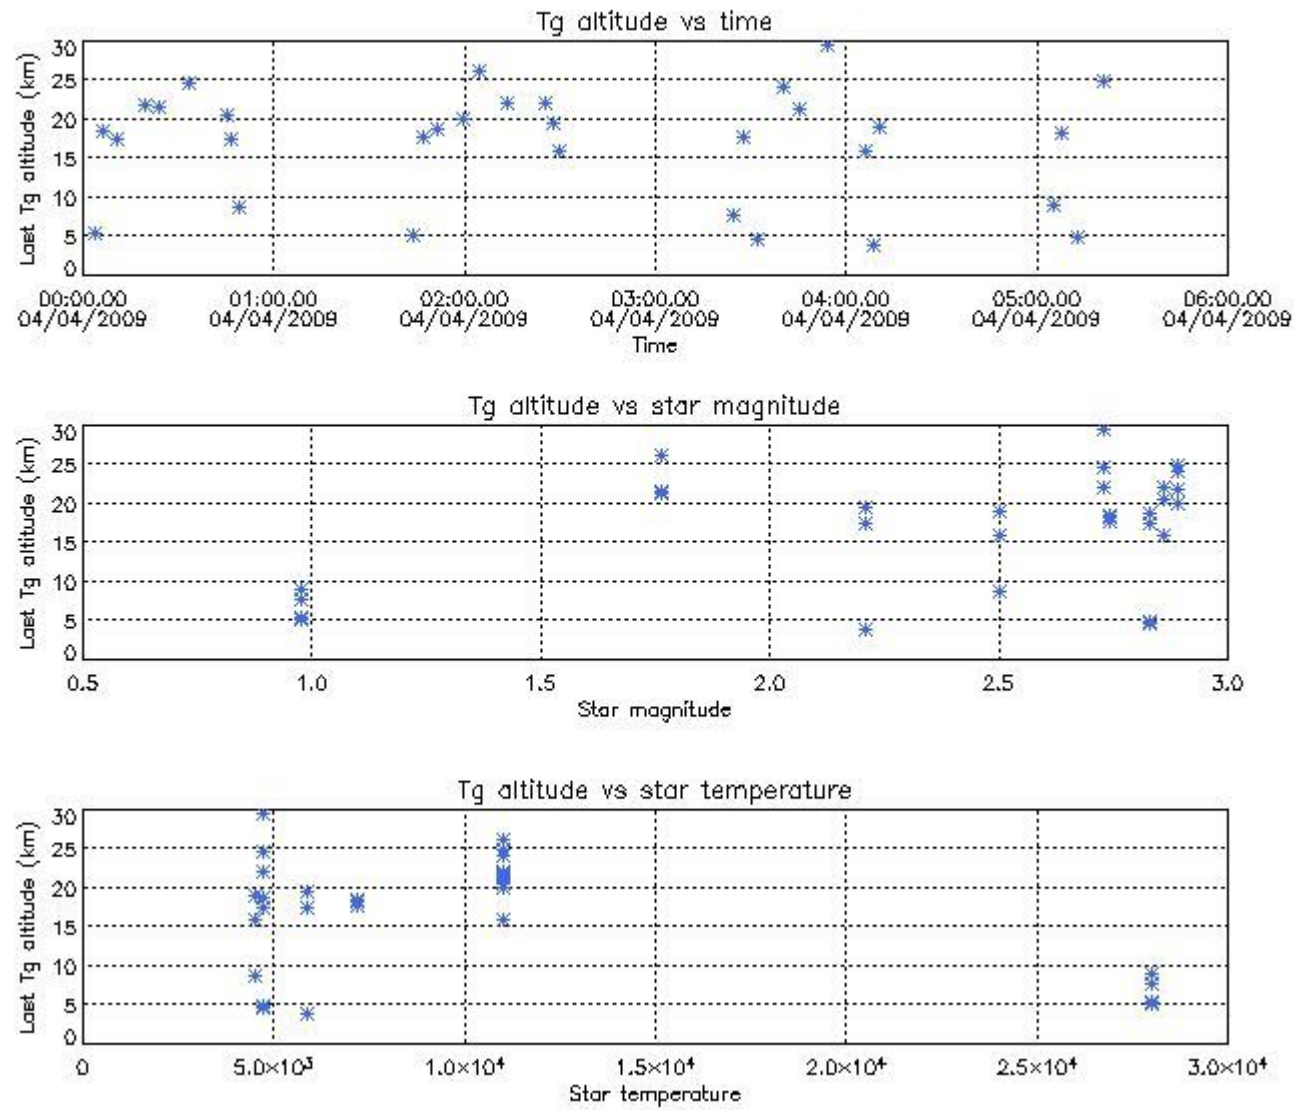 Tg altitude vs time
Last Tg altitude (km)
30
25
20
15
10
5
0
00:00.00 01:00.00 02:00.00 03:00.00 04:00.00 05:00.00 06:00.00
04/04/2009 04/04/2009 04/04/2009 04/04/2009 04/04/2009 04/04/2009 04/04/2009
Time
Tg altitude vs star magnitude
Last Tg altitude (km)
30
25
20
15
10
5
0
0.5 1.0 1.5 2.0 2.5 3.0
Star magnitude
Tg altitude vs star temperature
Last Tg altitude (km)
30
25
20
15
10
5
0
0 5.0×10³ 1.0×10⁴ 1.5×10⁴ 2.0×10⁴ 2.5×10⁴ 3.0×10⁴
Star temperature